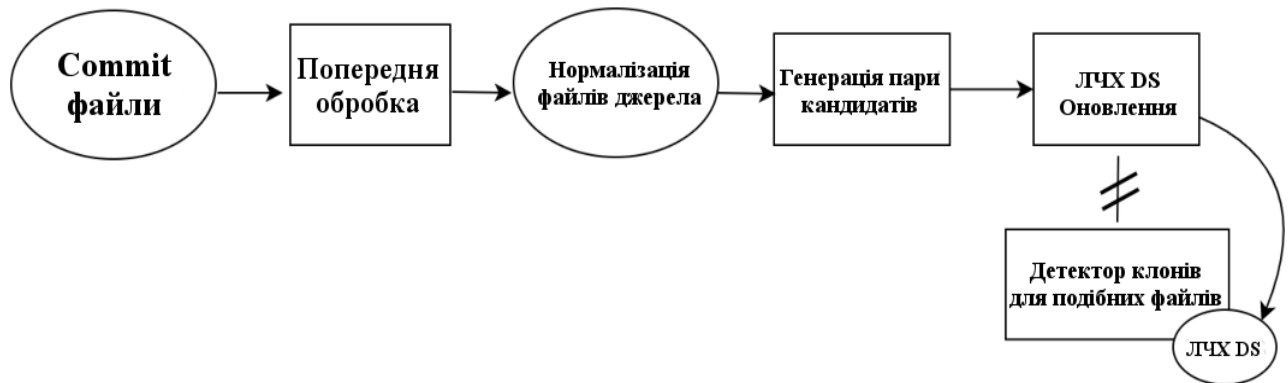 Commit
файли
Попередня
обробка
Нормалізація
файлів джерела
Генерація пари
кандидатів
ЛЧХ DS
Оновлення
Детектор клонів
для подібних файлів
ЛЧХ DS